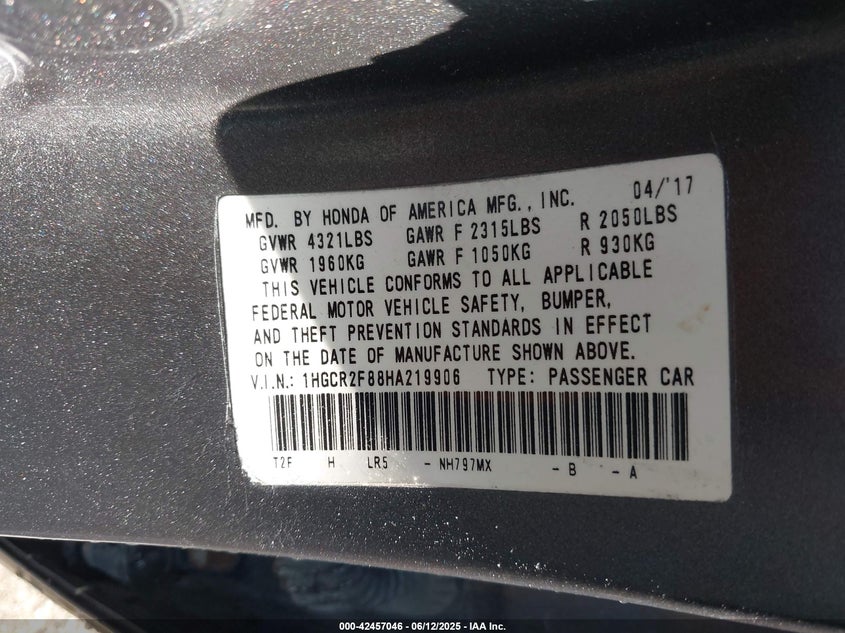 MFD. BY HONDA OF AMERICA MFG., INC. 04/'17
GVWR 4321LBS GAWR F 2315LBS R 2050LBS
GVWR 1960KG GAWR F 1050KG R 930KG
THIS VEHICLE CONFORMS TO ALL APPLICABLE
FEDERAL MOTOR VEHICLE SAFETY, BUMPER,
AND THEFT PREVENTION STANDARDS IN EFFECT
ON THE DATE OF MANUFACTURE SHOWN ABOVE.
V.I.N.: 1HGCR2F88HA219906 TYPE: PASSENGER CAR
T2F H LR5 - NH797MX - B - A
000-42457046 - 06/12/2025 - IAA Inc.